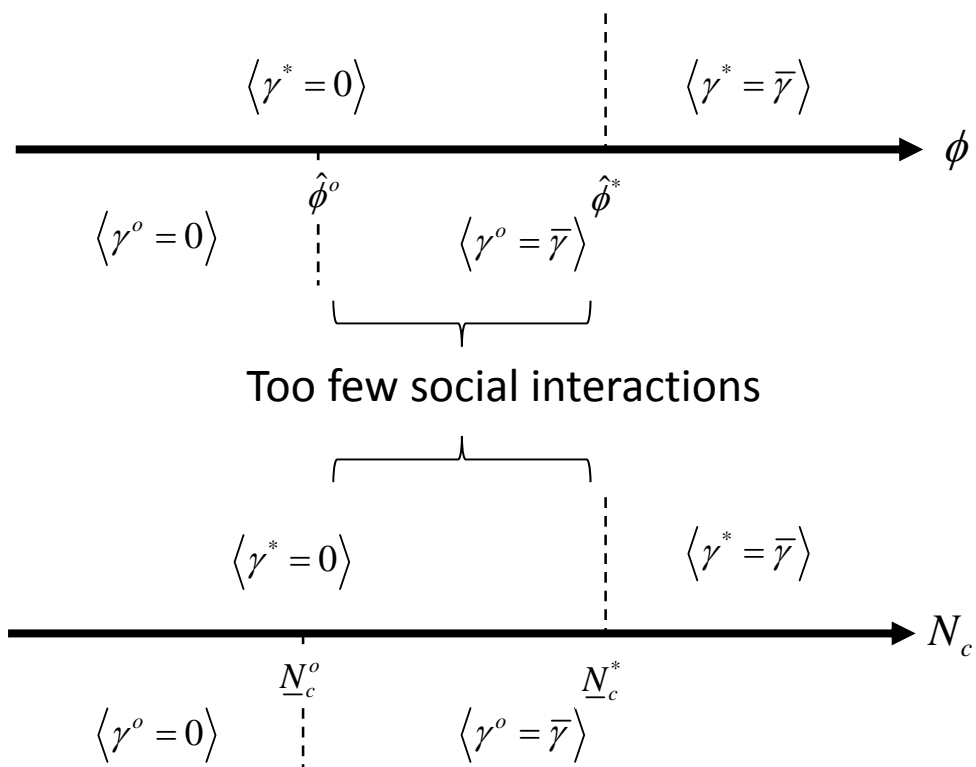 ⟨γ* = 0⟩ ⟨γ* = γ̅⟩
ϕ
ϕ̂ᵒ ϕ̂*
⟨γᵒ = 0⟩ ⟨γᵒ = γ̅⟩
Too few social interactions
⟨γ* = 0⟩ ⟨γ* = γ̅⟩
N_c
N̲_cᵒ N̲_c*
⟨γᵒ = 0⟩ ⟨γᵒ = γ̅⟩